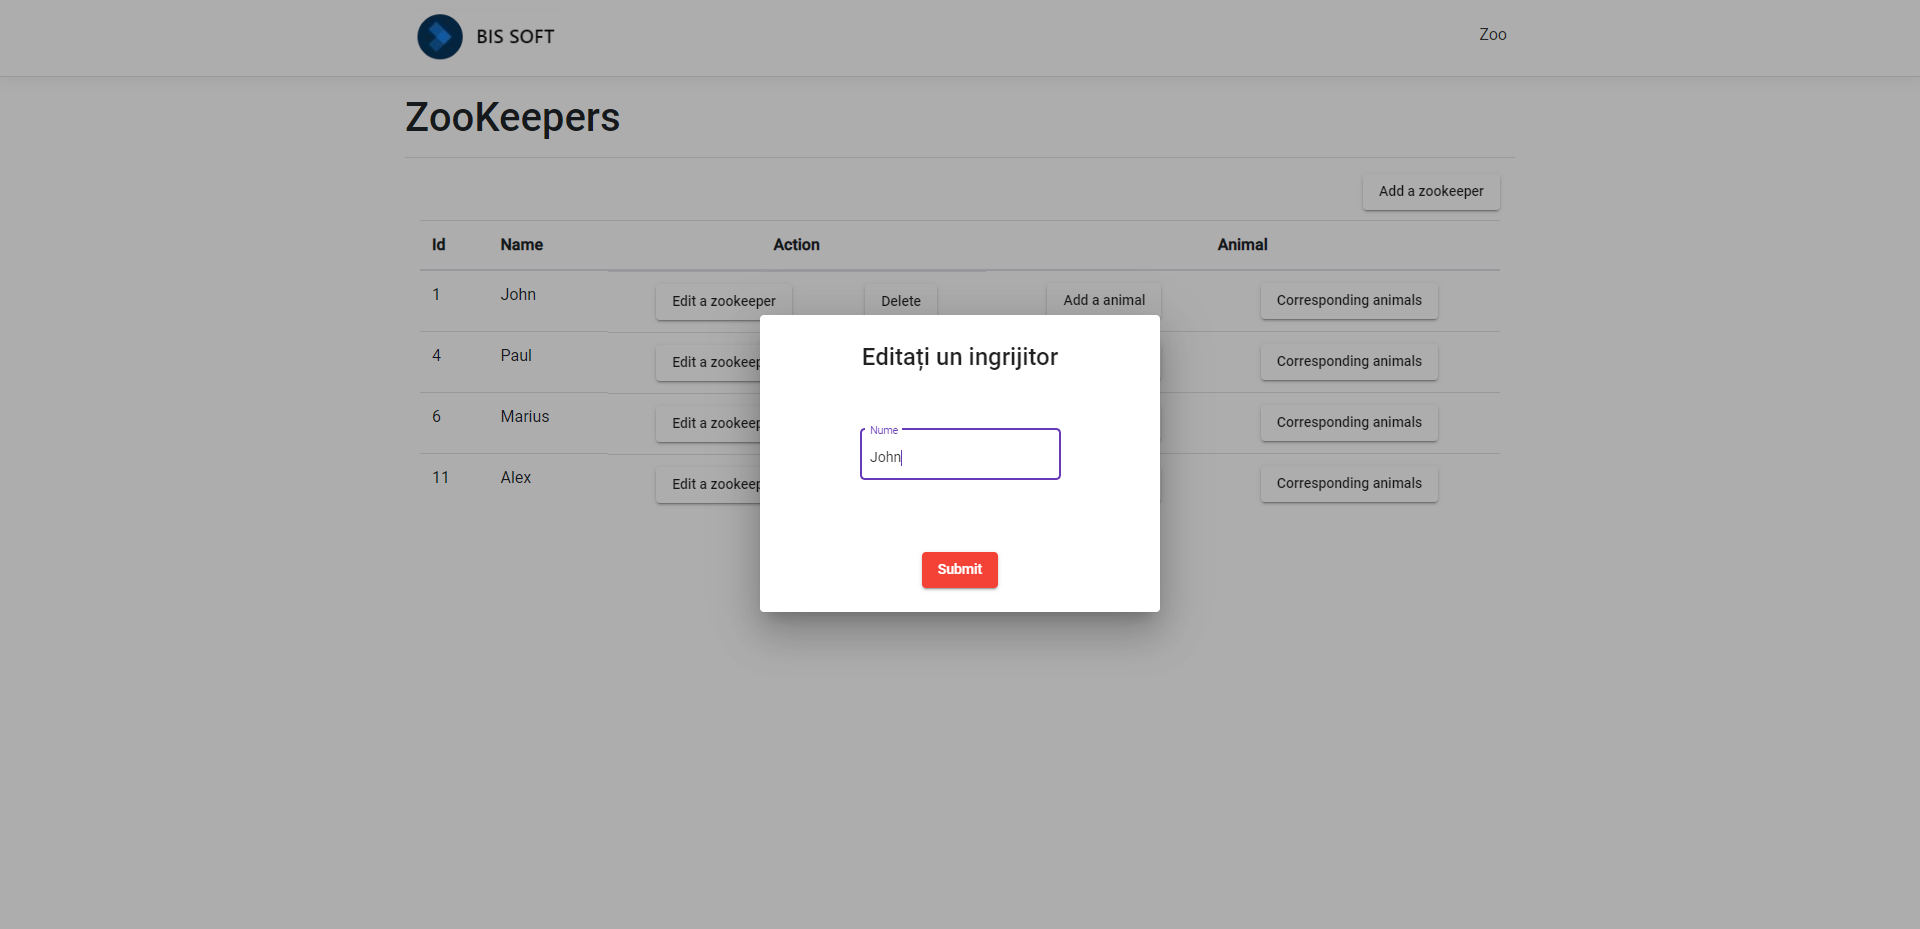 BIS SOFT
Zoo
ZooKeepers
Add a zookeeper
Id Name Action Animal
1 John Edit a zookeeper Delete Add a animal Corresponding animals
4 Paul Edit a zookeep Corresponding animals
6 Marius Edit a zookeep Corresponding animals
11 Alex Edit a zookeep Corresponding animals
Editați un ingrijitor
Nume
John
Submit